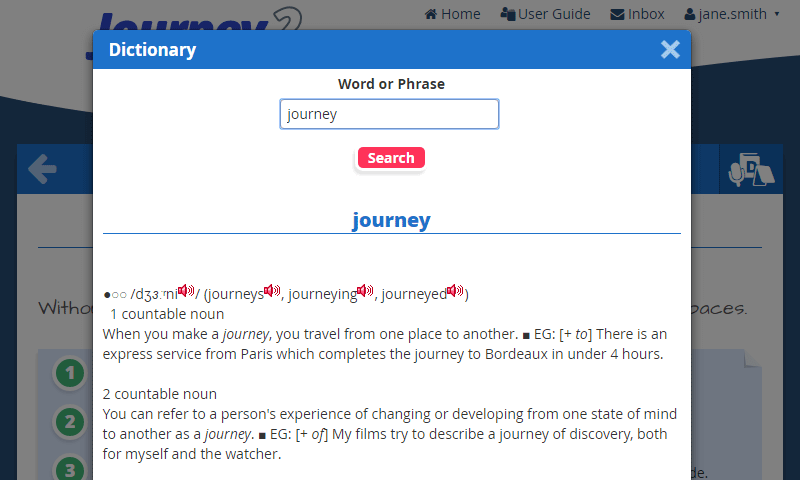 Journey 2
Home User Guide Inbox jane.smith
Dictionary
Word or Phrase
journey
Search
journey
●○○ /dʒɜːʳni / (journeys , journeying , journeyed )
1 countable noun
When you make a journey, you travel from one place to another. ■ EG: [+ to] There is an
express service from Paris which completes the journey to Bordeaux in under 4 hours.
2 countable noun
You can refer to a person's experience of changing or developing from one state of mind
to another as a journey. ■ EG: [+ of] My films try to describe a journey of discovery, both
for myself and the watcher.
1
2
3